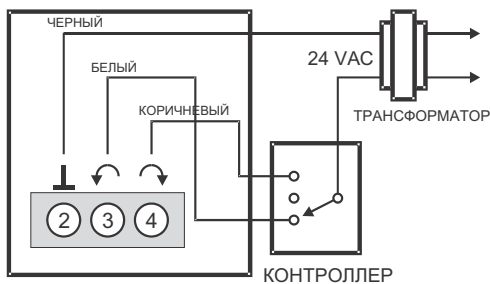 ЧЕРНЫЙ
БЕЛЫЙ
24 VAC
КОРИЧНЕВЫЙ
ТРАНСФОРМАТОР
2 3 4
КОНТРОЛЛЕР